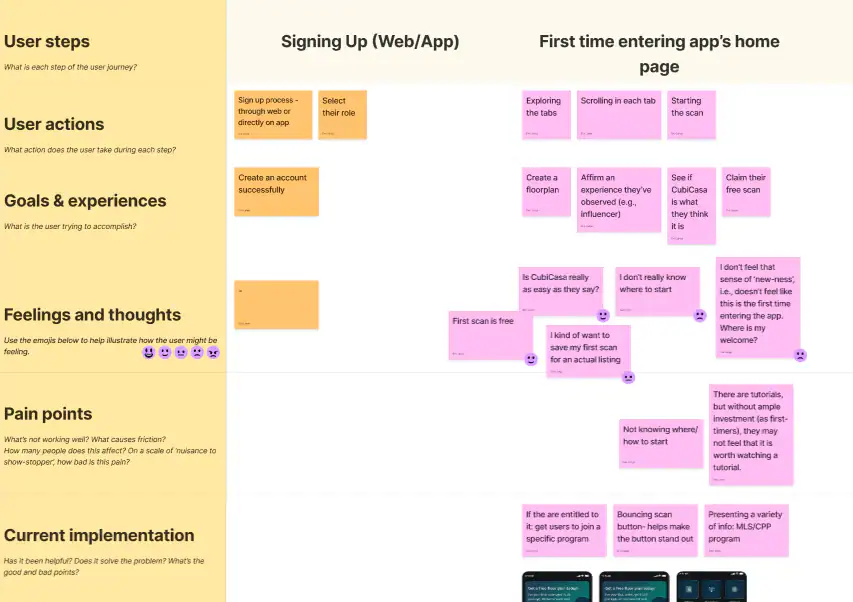 User steps
What is each step of the user journey?
Signing Up (Web/App)
First time entering app's home
page
User actions
What action does the user take during each step?
Sign up process -
through web or
directly on app
Select
their role
Exploring
the tabs
Scrolling in each tab
Starting
the scan
Goals & experiences
What is the user trying to accomplish?
Create an account
successfully
Create a
floorplan
Affirm an
experience they've
observed (e.g.,
influencer)
See if
CubiCasa
is what
they think
it is
Claim their
free scan
Feelings and thoughts
Use the emojis below to help illustrate how the user might be
feeling.
First scan is free
Is CubiCasa really
as easy as they say?
I kind of want to
save my first scan
for an actual listing
I don't really know
where to start
I don't feel that
sense of 'new-ness',
i.e., doesn't feel like
this is the first time
entering the app.
Where is my
welcome?
Pain points
What's not working well? What causes friction?
How many people does this affect? On a scale of 'nuisance to
show-stopper', how bad is this pain?
Not knowing where/
how to start
There are tutorials,
but without ample
investment (as first-
timers), they may
not feel that it is
worth watching a
tutorial.
Current implementation
Has it been helpful? Does it solve the problem? What's the
good and bad points?
If the are entitled to
it: get users to join a
specific program
Bouncing scan
button- helps make
the button stand out
Presenting a variety
of info: MLS/CPP
program